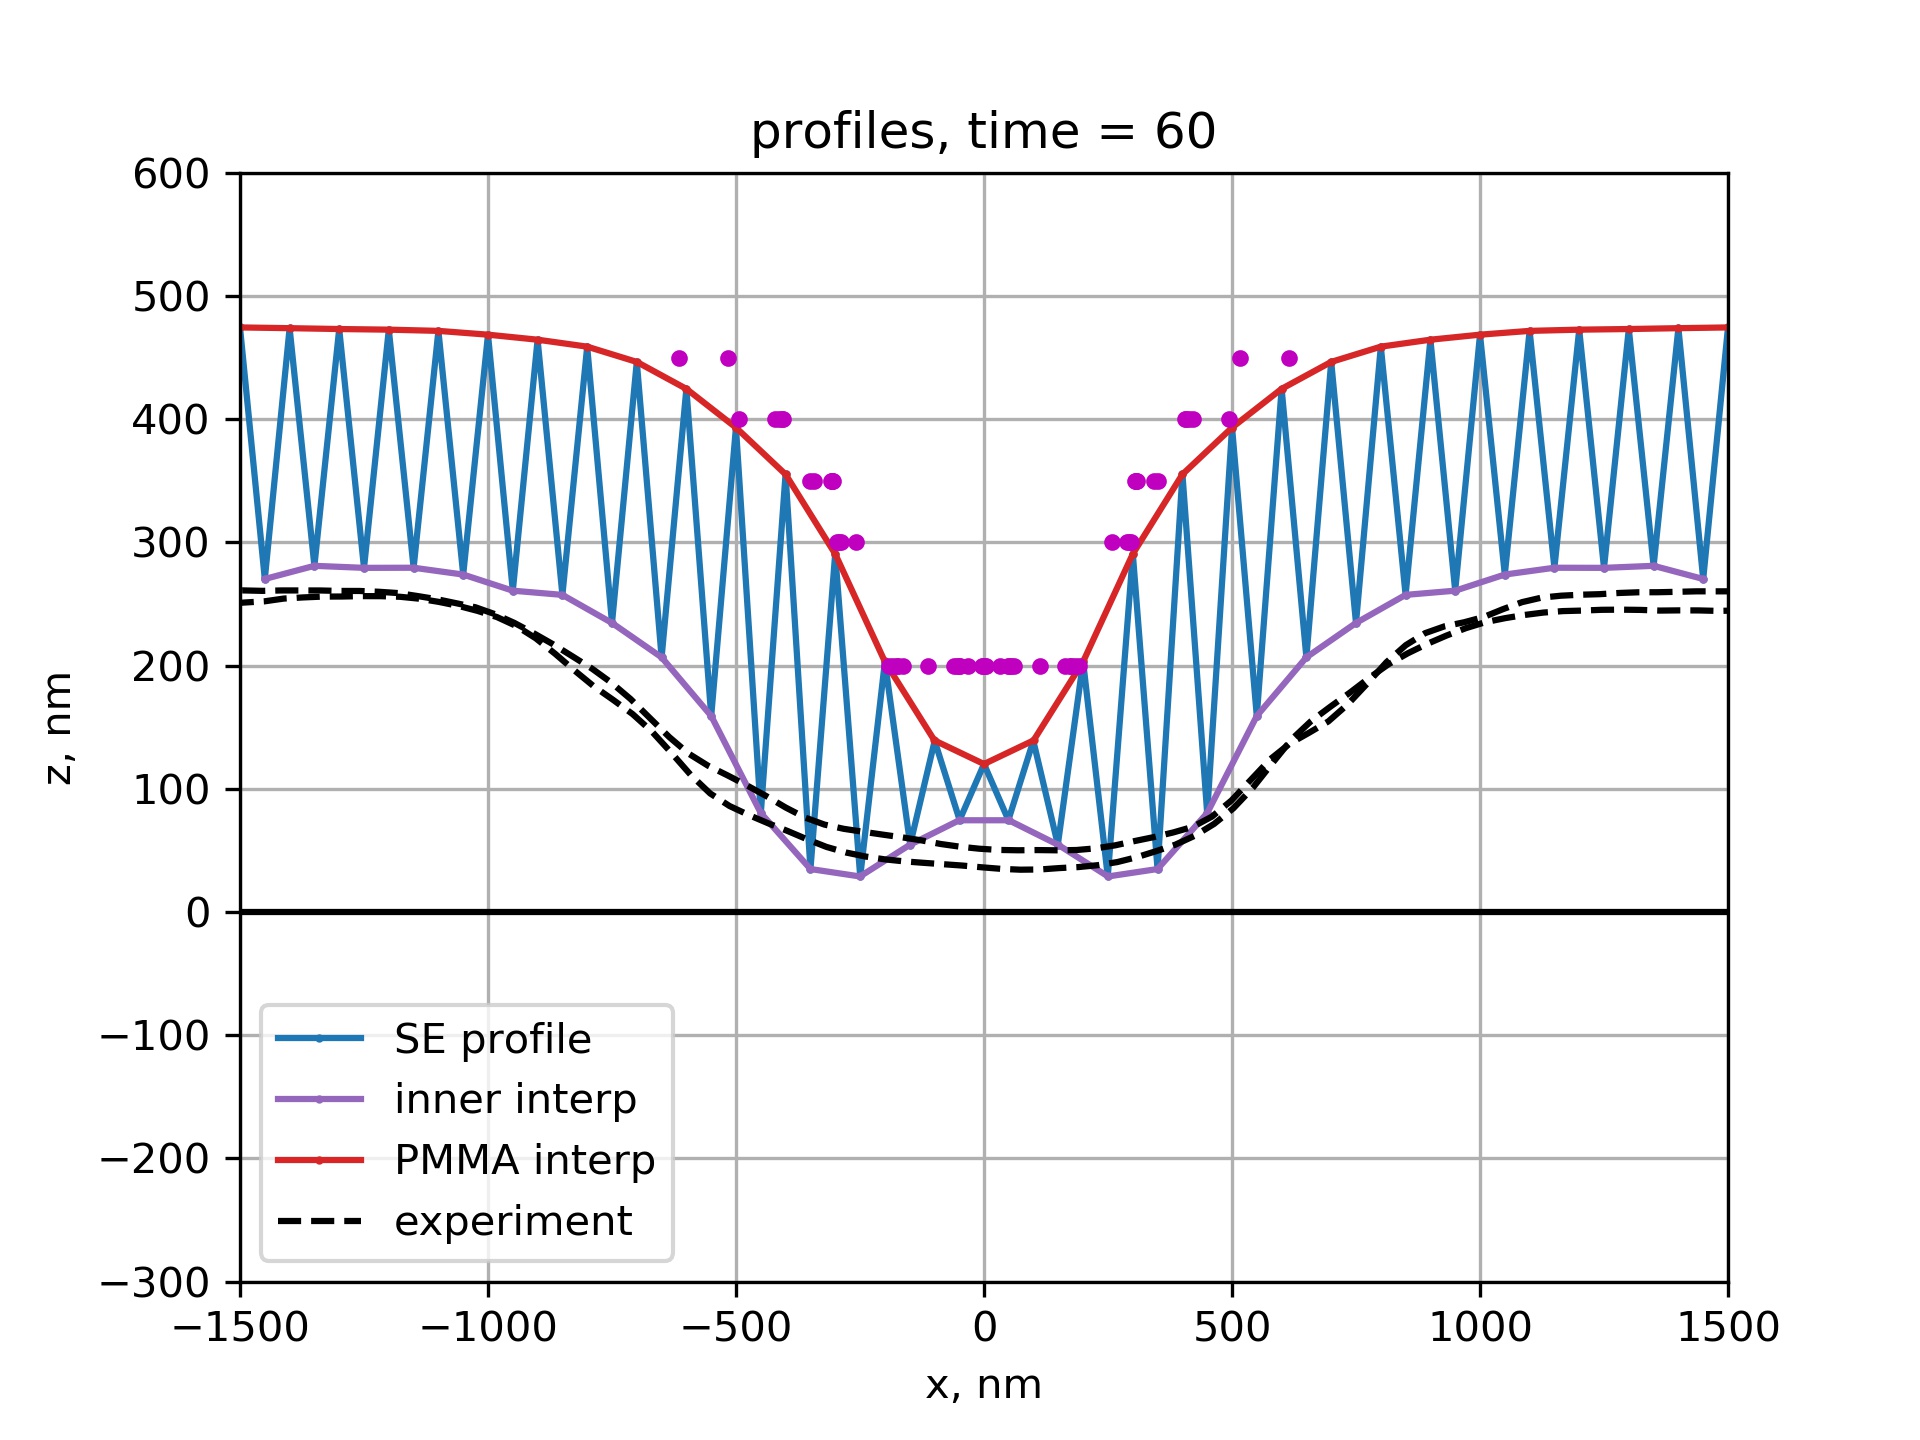 profiles, time = 60
600
500
400
300
200
100
0
−100
−200
−300
z, nm
SE profile
inner interp
PMMA interp
experiment
−1500 −1000 −500 0 500 1000 1500
x, nm